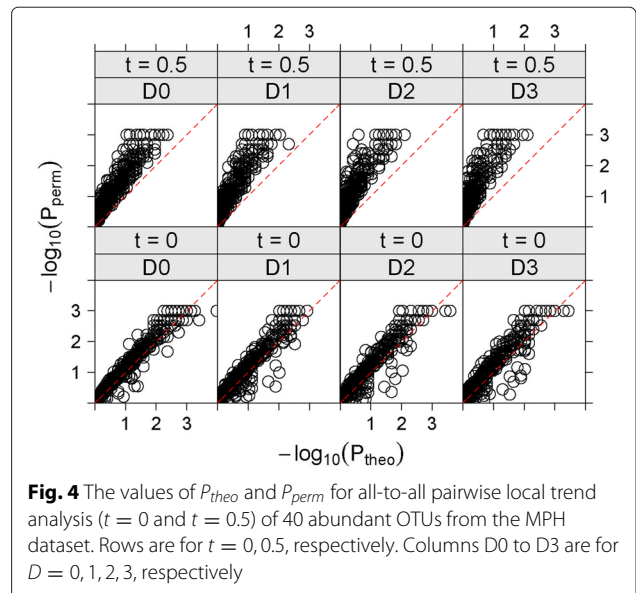 1 2 3 1 2 3
t = 0.5 t = 0.5 t = 0.5 t = 0.5
D0 D1 D2 D3
3
2
1
−log10(Pperm)
t = 0 t = 0 t = 0 t = 0
D0 D1 D2 D3
3
2
1
1 2 3 1 2 3
−log10(Ptheo)
Fig. 4 The values of Ptheo and Pperm for all-to-all pairwise local trend
analysis (t = 0 and t = 0.5) of 40 abundant OTUs from the MPH
dataset. Rows are for t = 0, 0.5, respectively. Columns D0 to D3 are for
D = 0, 1, 2, 3, respectively